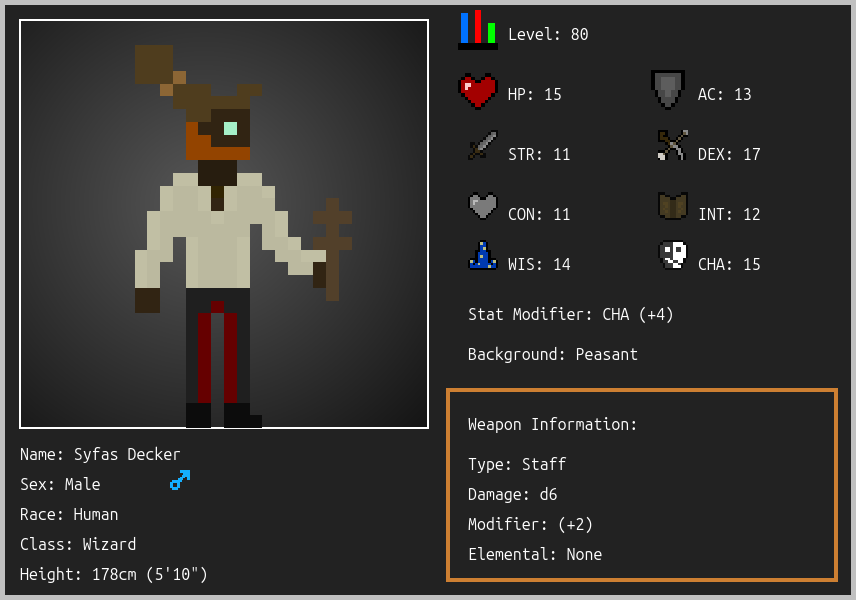 Level: 80
HP: 15
AC: 13
STR: 11
DEX: 17
CON: 11
INT: 12
WIS: 14
CHA: 15
Stat Modifier: CHA (+4)
Background: Peasant
Weapon Information:
Type: Staff
Damage: d6
Modifier: (+2)
Elemental: None
Name: Syfas Decker
Sex: Male
Race: Human
Class: Wizard
Height: 178cm (5'10")